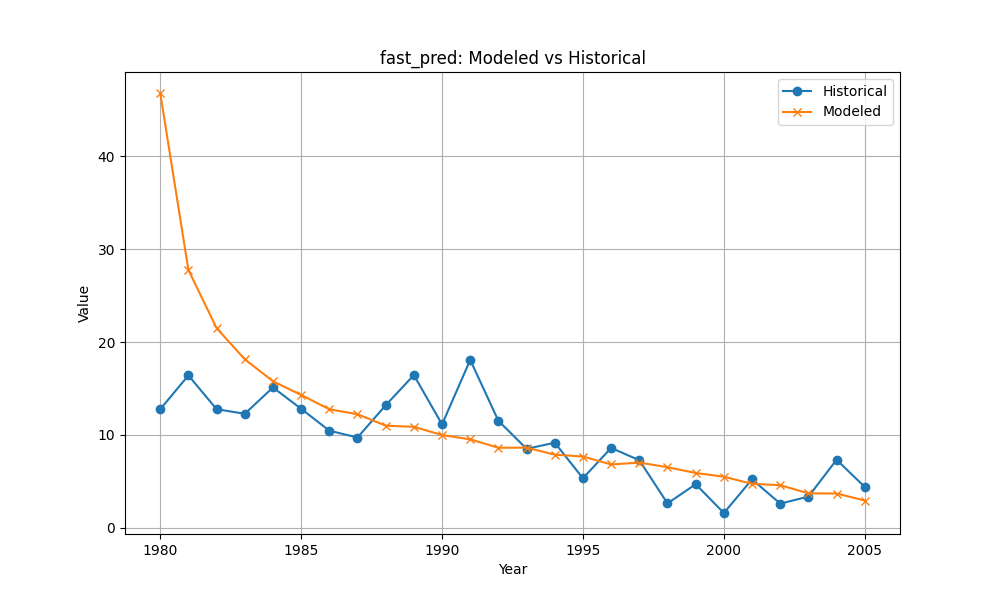 fast_pred: Modeled vs Historical
Historical
Modeled
Value
40
30
20
10
0
1980 1985 1990 1995 2000 2005
Year